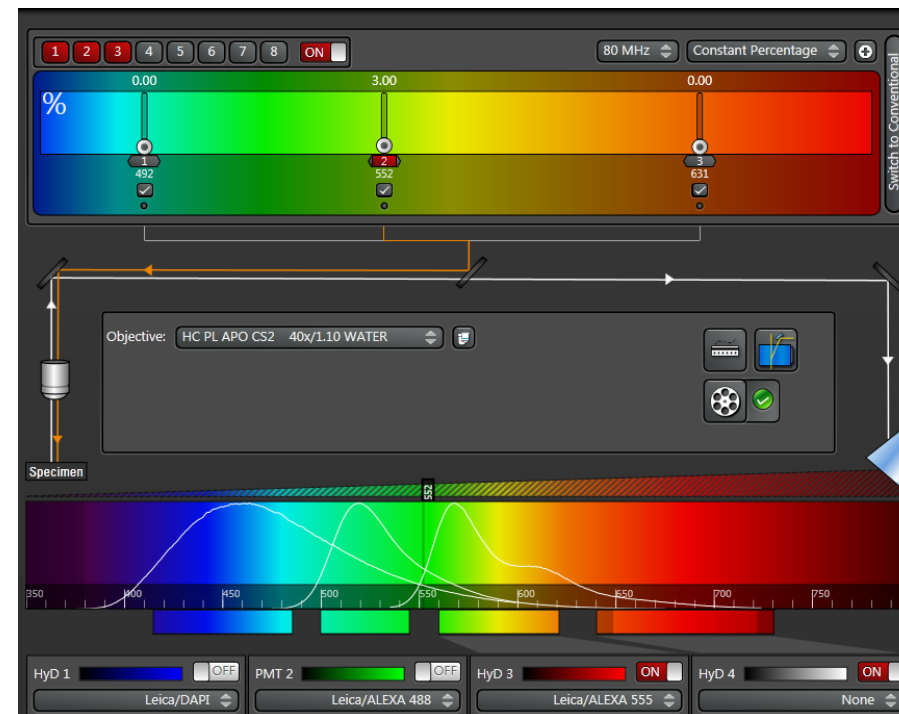 1 2 3 4 5 6 7 8 ON 80 MHz Constant Percentage
Switch to Conventional
0.00 3.00 0.00
%
1 2 3
492 552 631
Objective: HC PL APO CS2 40x/1.10 WATER
Specimen
552
350 400 450 500 550 600 650 700 750
HyD 1 OFF PMT 2 OFF HyD 3 ON HyD 4 ON
Leica/DAPI Leica/ALEXA 488 Leica/ALEXA 555 None